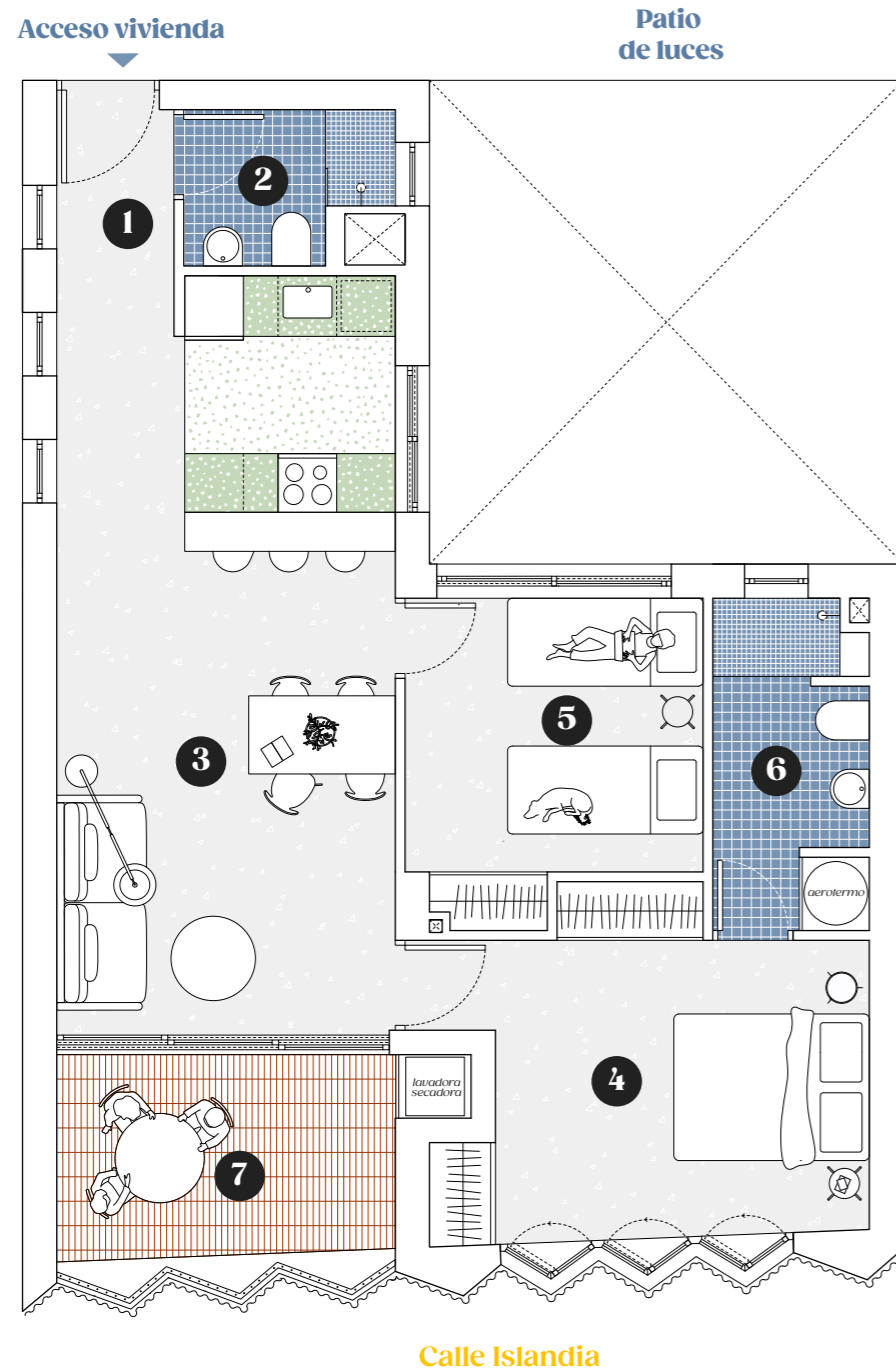 Acceso vivienda
Patio
de luces
2
1
5
3
6
aerotermo
4
lavadora
secadora
7
Calle Islandia